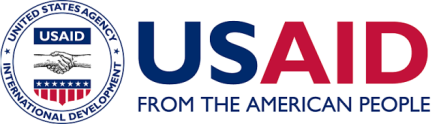 UNITED STATES AGENCY
USAID
INTERNATIONAL DEVELOPMENT
USAID
FROM THE AMERICAN PEOPLE